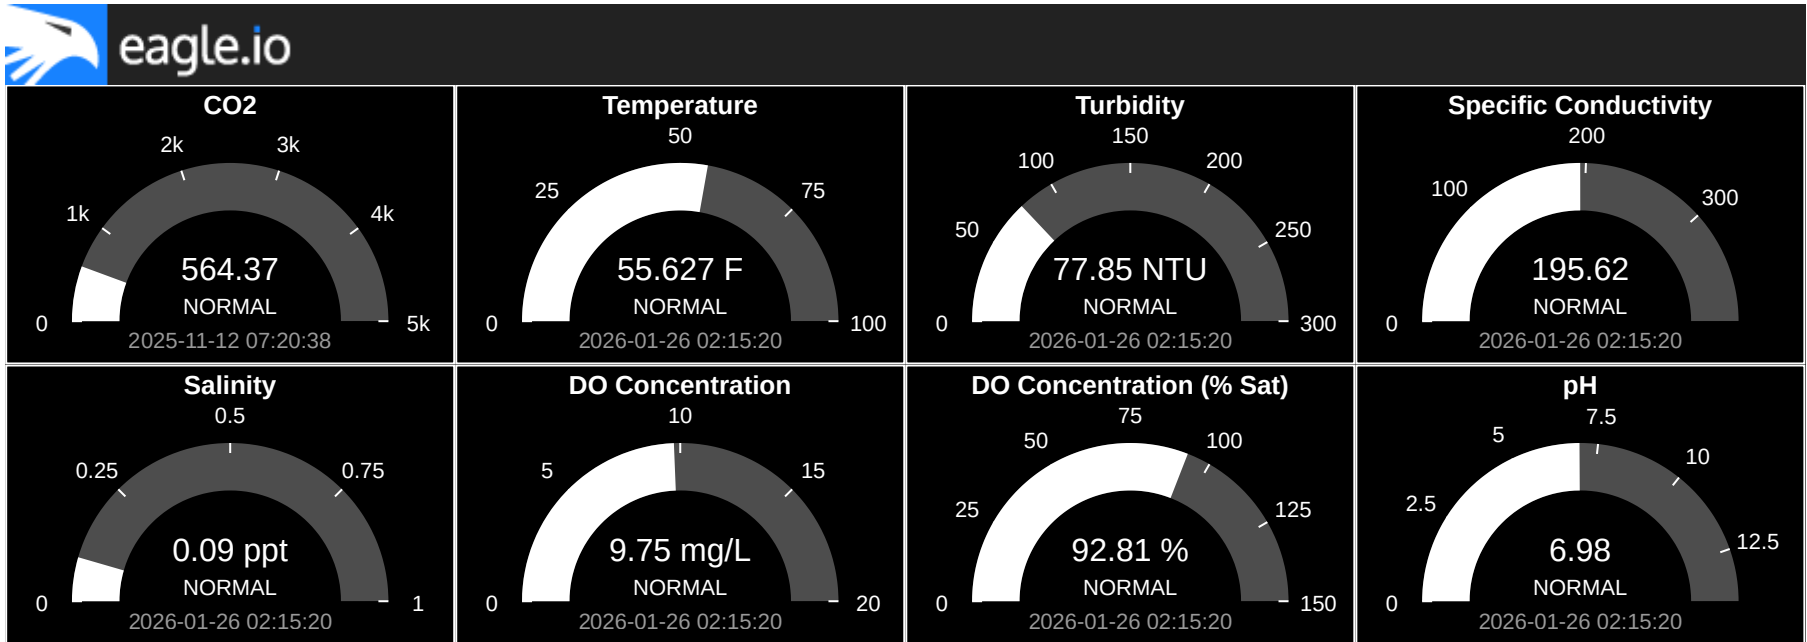 eagle.io
CO2
0
1k
2k
3k
4k
5k
564.37
NORMAL
2025-11-12 07:20:38
Temperature
0
25
50
75
100
55.627 F
NORMAL
2026-01-26 02:15:20
Turbidity
0
50
100
150
200
250
300
77.85 NTU
NORMAL
2026-01-26 02:15:20
Specific Conductivity
0
100
200
300
195.62
NORMAL
2026-01-26 02:15:20
Salinity
0
0.25
0.5
0.75
1
0.09 ppt
NORMAL
2026-01-26 02:15:20
DO Concentration
0
5
10
15
20
9.75 mg/L
NORMAL
2026-01-26 02:15:20
DO Concentration (% Sat)
0
25
50
75
100
125
150
92.81 %
NORMAL
2026-01-26 02:15:20
pH
0
2.5
5
7.5
10
12.5
6.98
NORMAL
2026-01-26 02:15:20